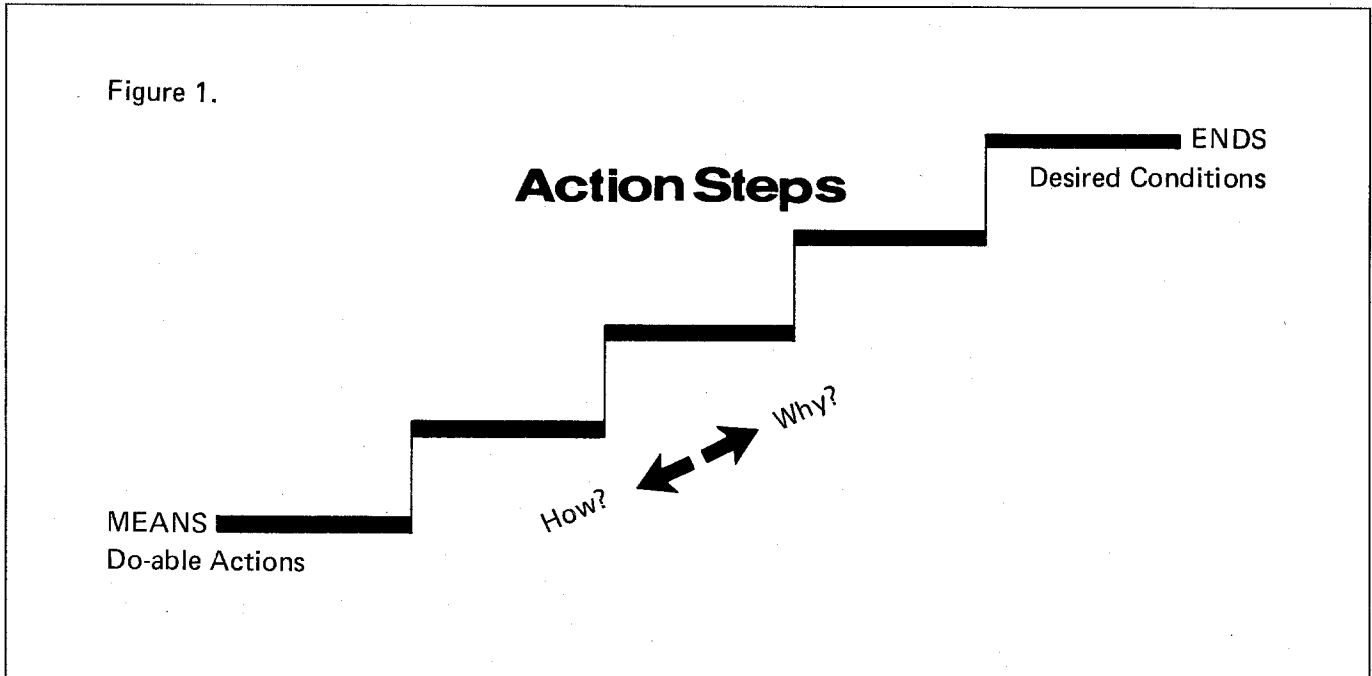 Figure 1.
ENDS
Action Steps
Desired Conditions
Why?
How?
MEANS
Do-able Actions